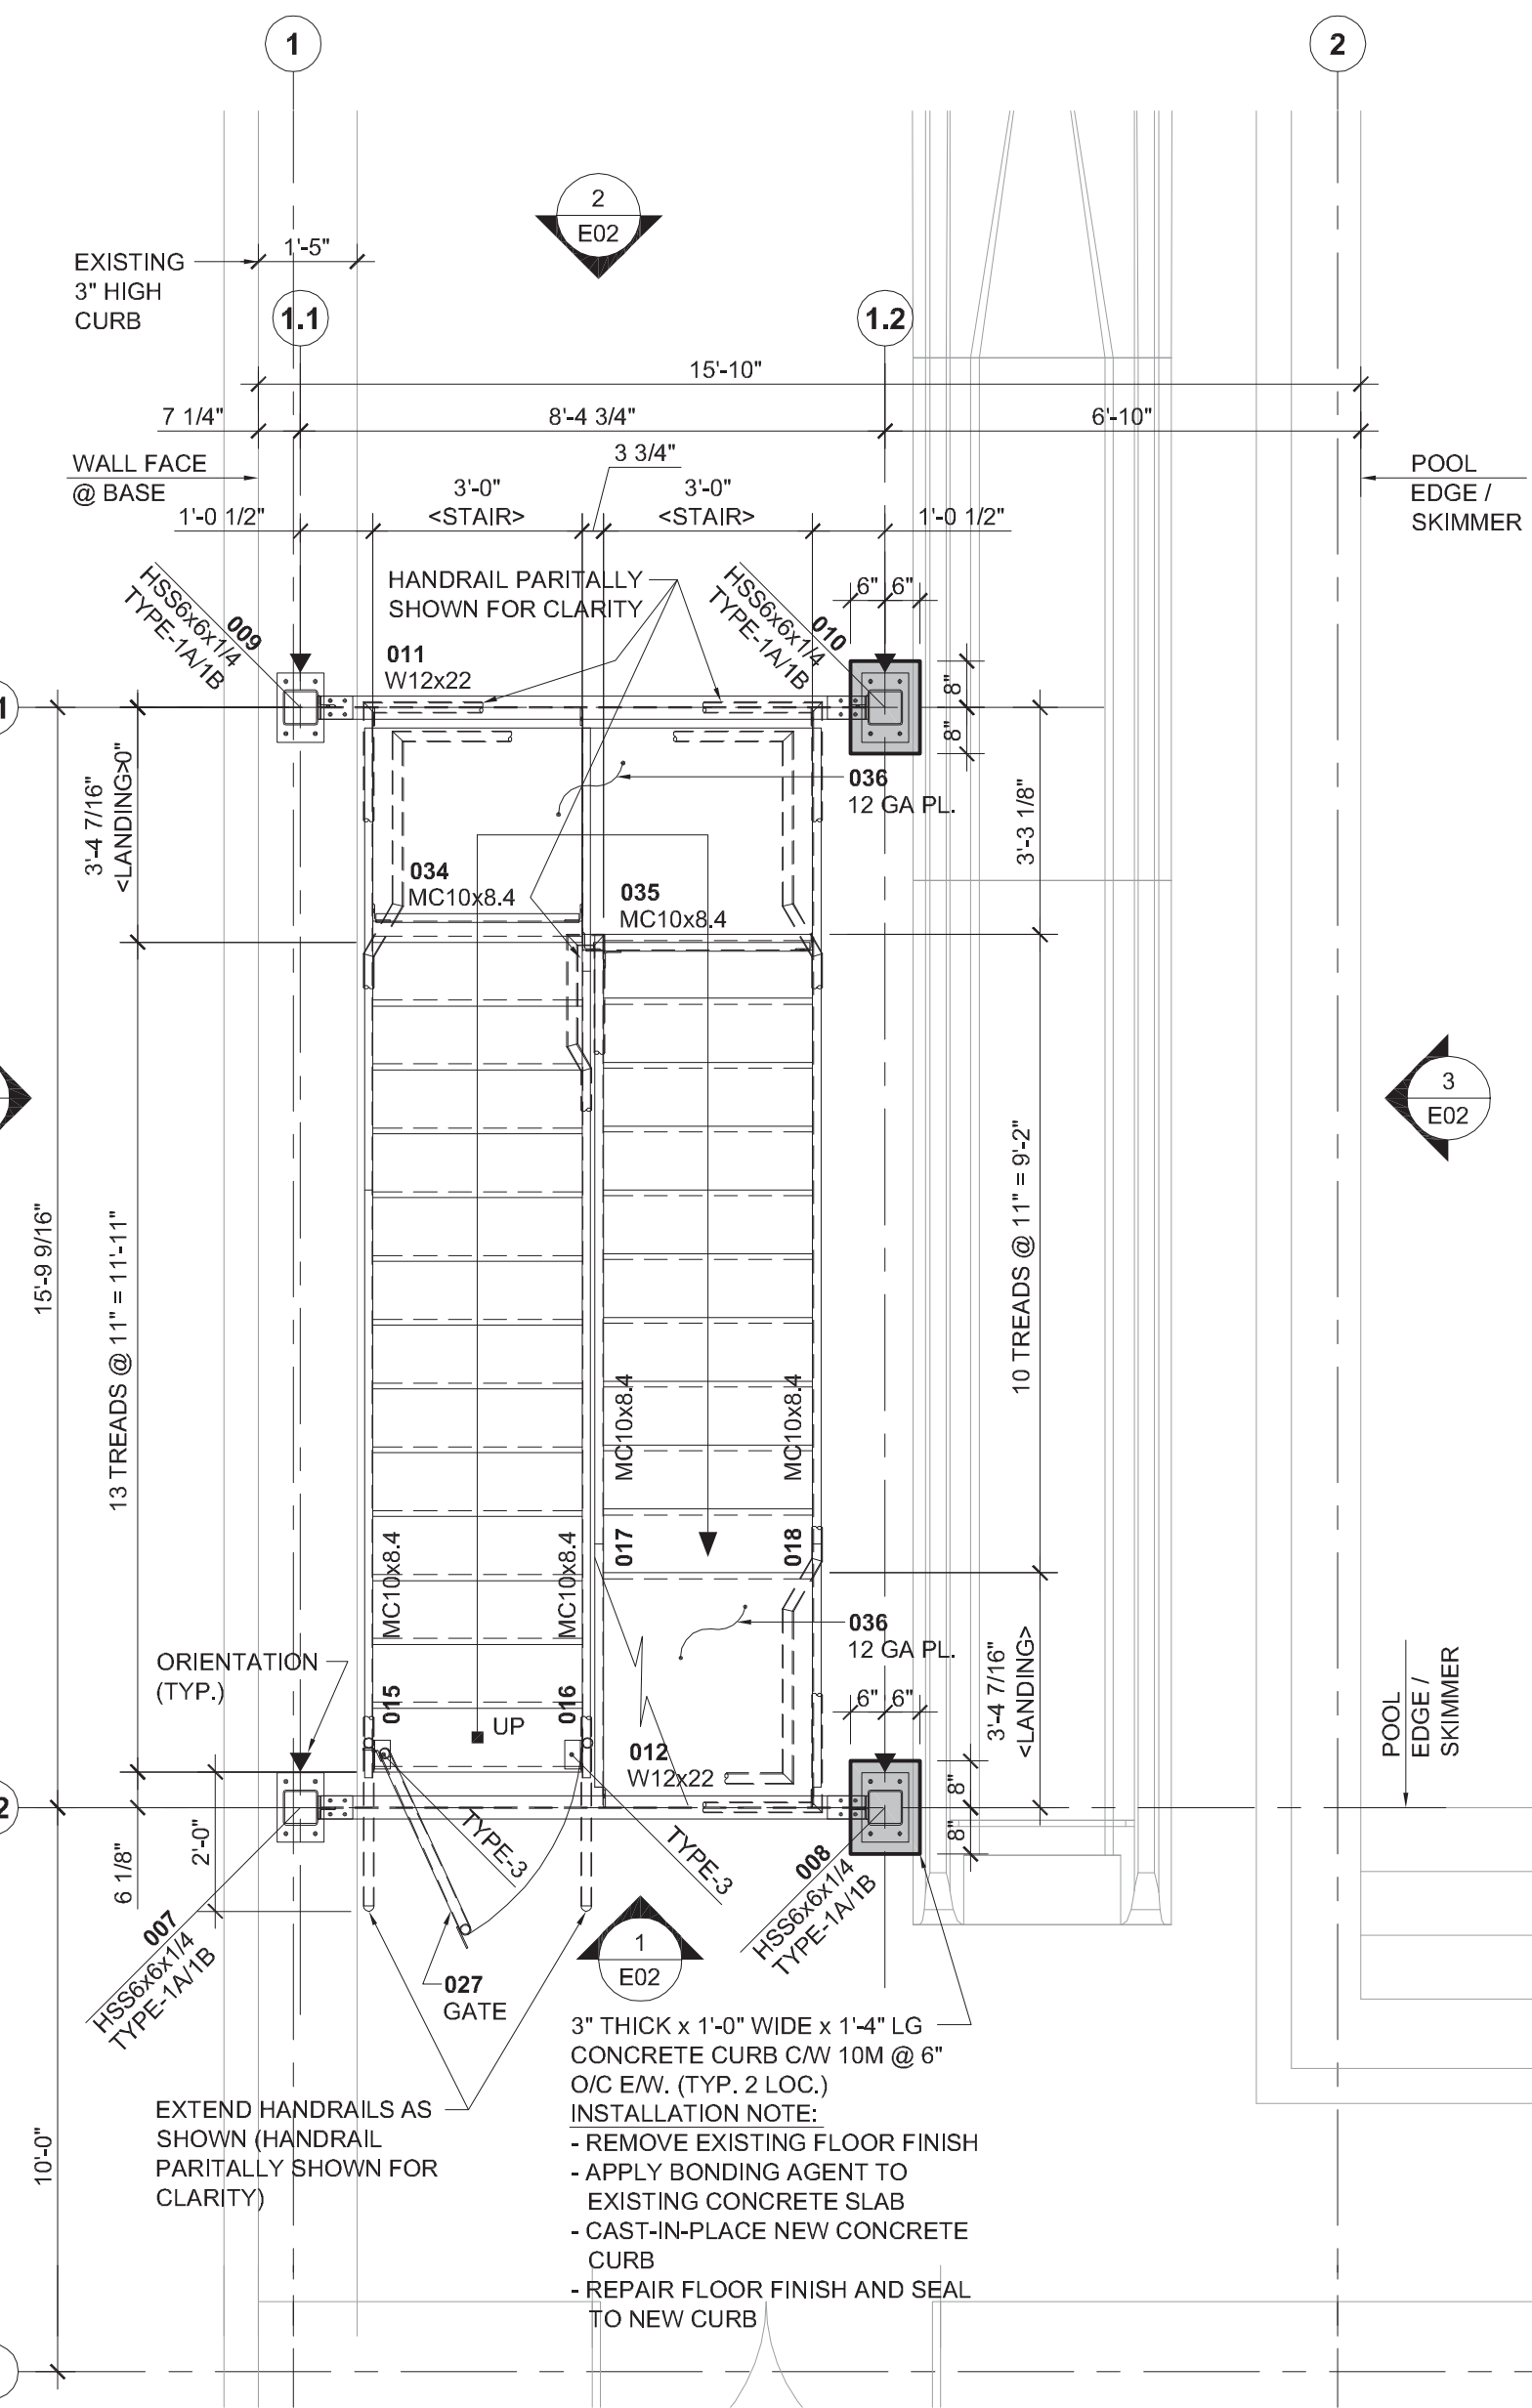 1
2
2
E02
EXISTING
3" HIGH
CURB
1'-5"
1.1
1.2
15'-10"
7 1/4"
8'-4 3/4"
6'-10"
WALL FACE
@ BASE
3 3/4"
POOL
EDGE /
SKIMMER
1'-0 1/2"
3'-0"
<STAIR>
3'-0"
<STAIR>
1'-0 1/2"
HANDRAIL PARITALLY
SHOWN FOR CLARITY
009
HSS6x6x1/4
TYPE-1A/1B
010
HSS6x6x1/4
TYPE-1A/1B
6"
6"
8"
8"
011
W12x22
1
036
12 GA PL.
3'-4 7/16"
<LANDING>0"
3'-3 1/8"
034
MC10x8.4
035
MC10x8.4
3
E02
15'-9 9/16"
13 TREADS @ 11" = 11'-11"
10 TREADS @ 11" = 9'-2"
MC10x8.4
017
MC10x8.4
018
MC10x8.4
015
MC10x8.4
016
036
12 GA PL.
ORIENTATION
(TYP.)
UP
6"
6"
8"
8"
3'-4 7/16"
<LANDING>
POOL
EDGE /
SKIMMER
012
W12x22
2
TYPE-3
TYPE-3
6 1/8"
2'-0"
007
HSS6x6x1/4
TYPE-1A/1B
008
HSS6x6x1/4
TYPE-1A/1B
1
E02
027
GATE
EXTEND HANDRAILS AS
SHOWN (HANDRAIL
PARITALLY SHOWN FOR
CLARITY)
10'-0"
3" THICK x 1'-0" WIDE x 1'-4" LG
CONCRETE CURB C/W 10M @ 6"
O/C E/W. (TYP. 2 LOC.)
INSTALLATION NOTE:
- REMOVE EXISTING FLOOR FINISH
- APPLY BONDING AGENT TO
EXISTING CONCRETE SLAB
- CAST-IN-PLACE NEW CONCRETE
CURB
- REPAIR FLOOR FINISH AND SEAL
TO NEW CURB